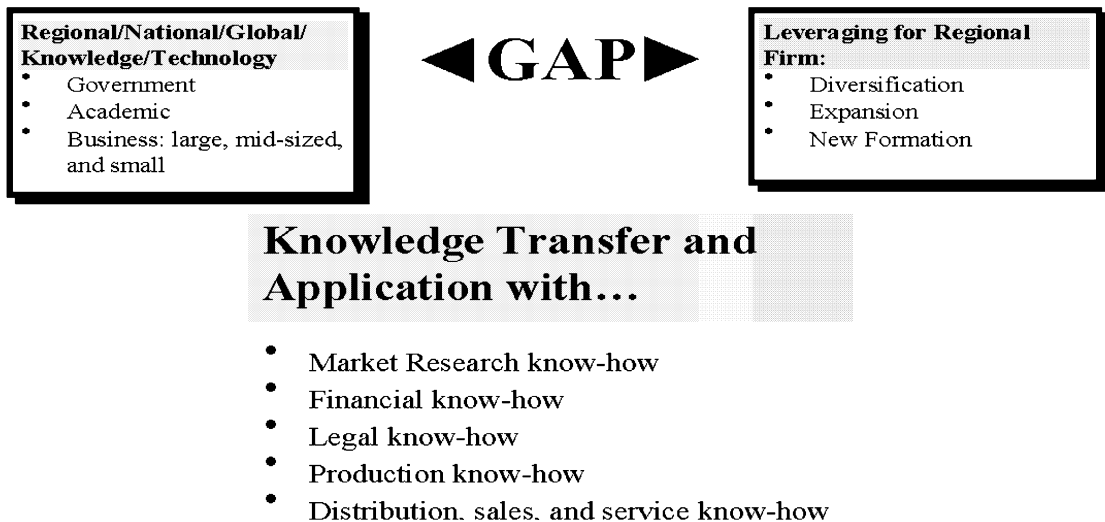 Regional/National/Global/
Knowledge/Technology
• Government
• Academic
• Business: large, mid-sized,
and small
◀GAP▶
Leveraging for Regional
Firm:
• Diversification
• Expansion
• New Formation
Knowledge Transfer and
Application with…
• Market Research know-how
• Financial know-how
• Legal know-how
• Production know-how
• Distribution, sales, and service know-how